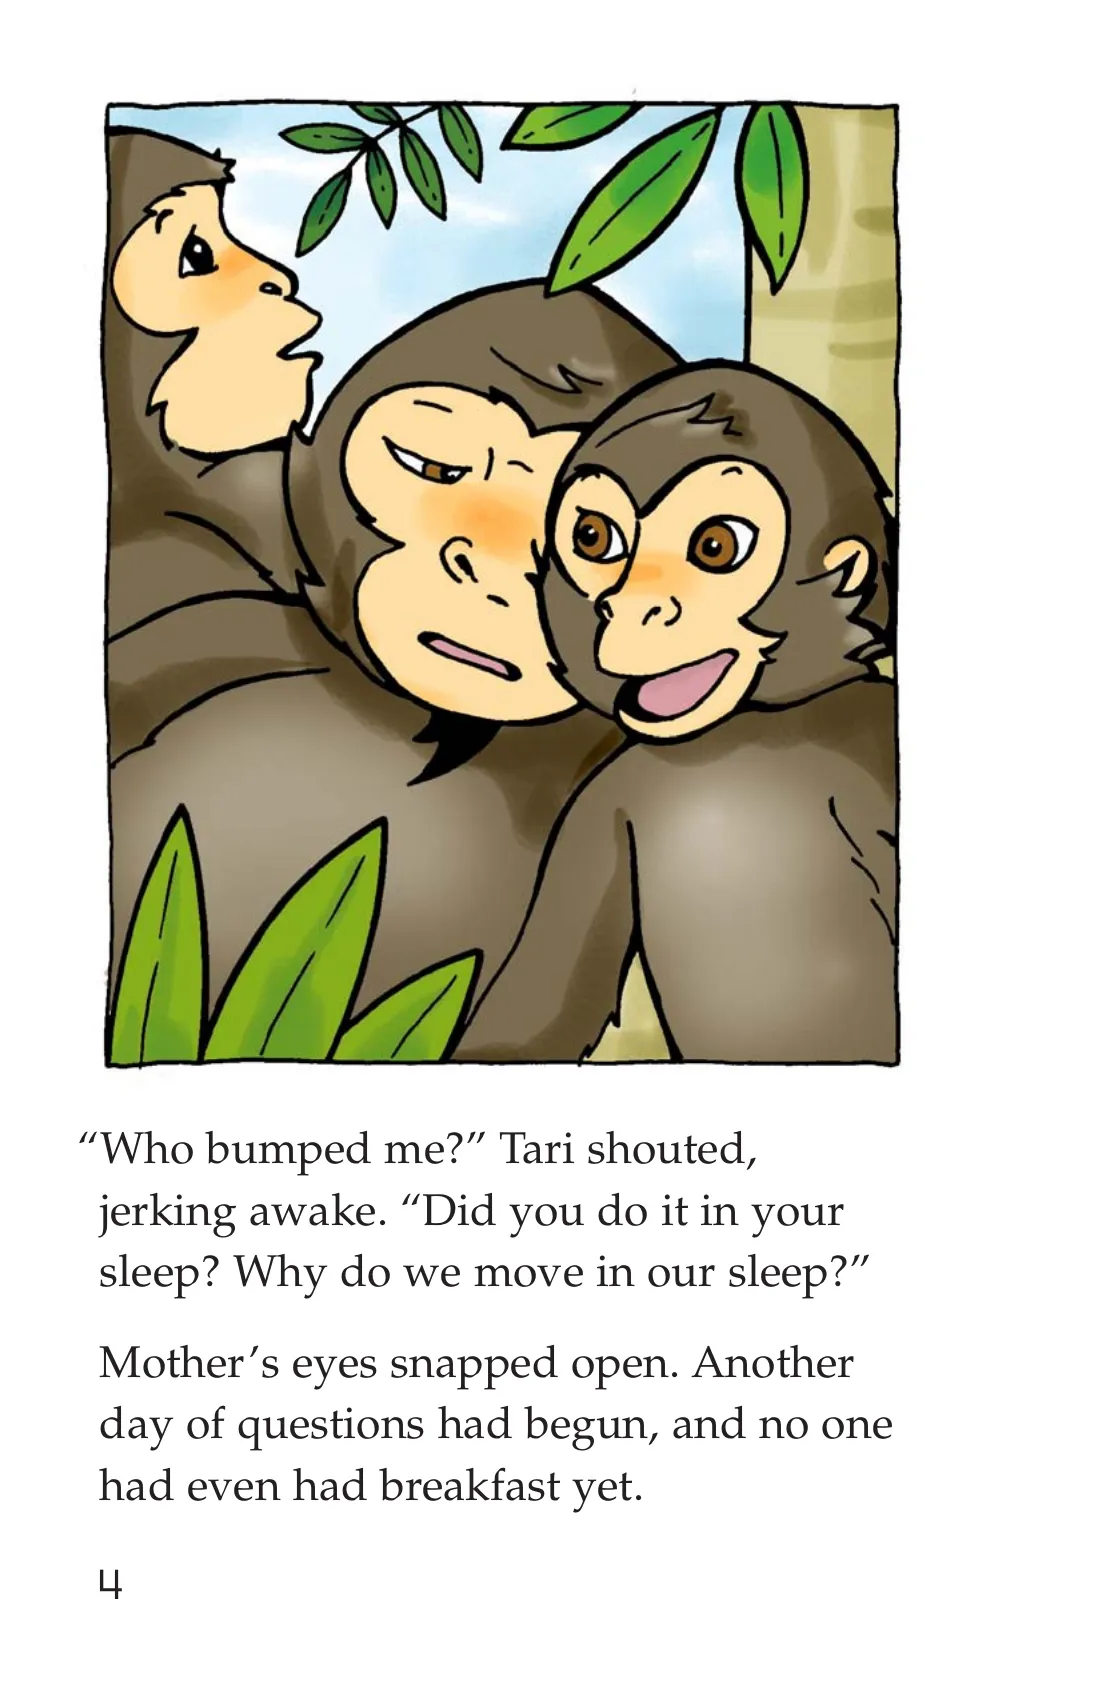 “Who bumped me?” Tari shouted,
jerking awake. “Did you do it in your
sleep? Why do we move in our sleep?”
Mother’s eyes snapped open. Another
day of questions had begun, and no one
had even had breakfast yet.
4